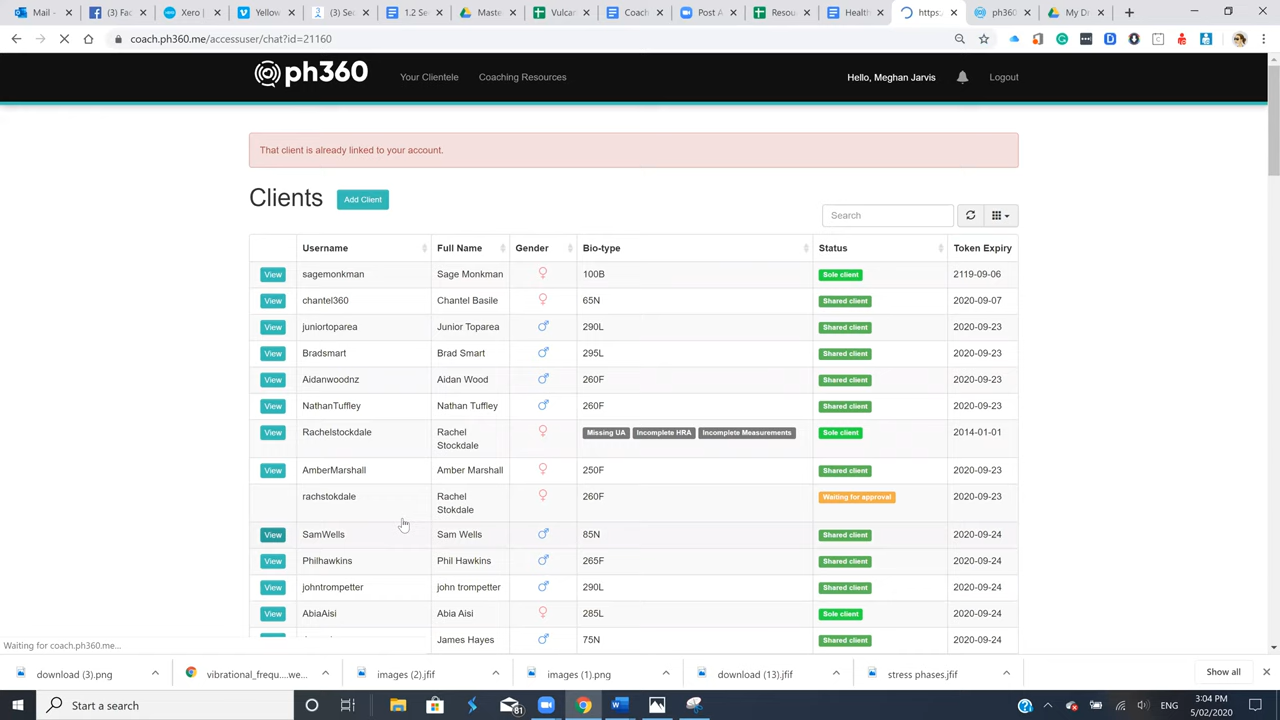 Mail - Xero Yellow (3) Se 1.2 Se Maste Vulcar Coach Post A Resou Health https: ph360 My Dr
coach.ph360.me/accessuser/chat?id=21160
ph360 Your Clientele Coaching Resources Hello, Meghan Jarvis Logout
That client is already linked to your account.
Clients Add Client Search
Username Full Name Gender Bio-type Status Token Expiry
View sagemonkman Sage Monkman 100B Sole client 2119-09-06
View chantel360 Chantel Basile 65N Shared client 2020-09-07
View juniortoparea Junior Toparea 290L Shared client 2020-09-23
View Bradsmart Brad Smart 295L Shared client 2020-09-23
View Aidanwoodnz Aidan Wood 260F Shared client 2020-09-23
View NathanTuffley Nathan Tuffley 260F Shared client 2020-09-23
View Rachelstockdale Rachel Missing UA Incomplete HRA Incomplete Measurements Sole client 2014-01-01
Stockdale
View AmberMarshall Amber Marshall 250F Shared client 2020-09-23
rachstokdale Rachel 260F Waiting for approval 2020-09-23
Stokdale
View SamWells Sam Wells 85N Shared client 2020-09-24
View Philhawkins Phil Hawkins 265F Shared client 2020-09-24
View johntrompetter john trompetter 290L Shared client 2020-09-24
View AbiaAisi Abia Aisi 285L Sole client 2020-09-24
James Hayes 75N Shared client 2020-09-24
Waiting for coach.ph360.me...
download (3).png vibrational_frequ....we... images (2).jfif images (1).png download (13).jfif stress phases.jfif Show all
Start a search 81 3:04 PM
5/02/2020